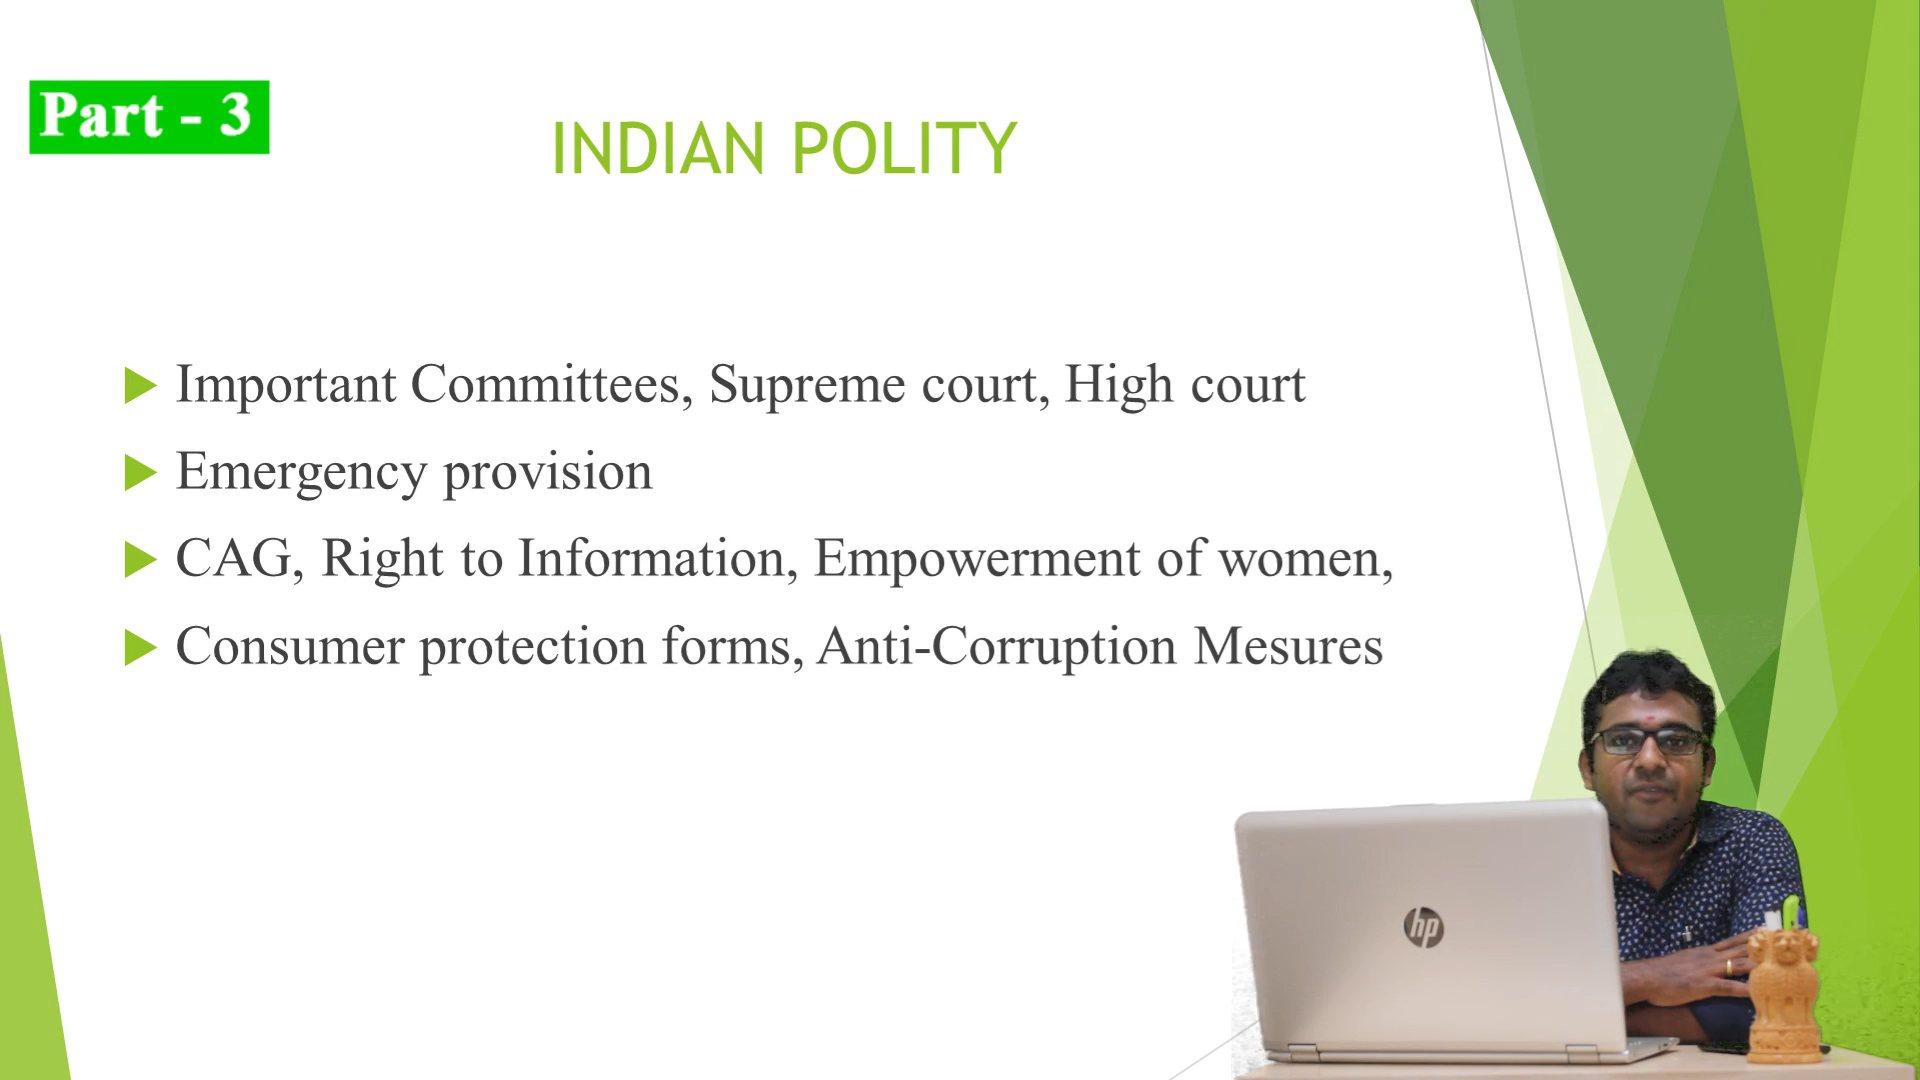 Part - 3
INDIAN POLITY
Important Committees, Supreme court, High court
Emergency provision
CAG, Right to Information, Empowerment of women,
Consumer protection forms, Anti-Corruption Mesures
hp